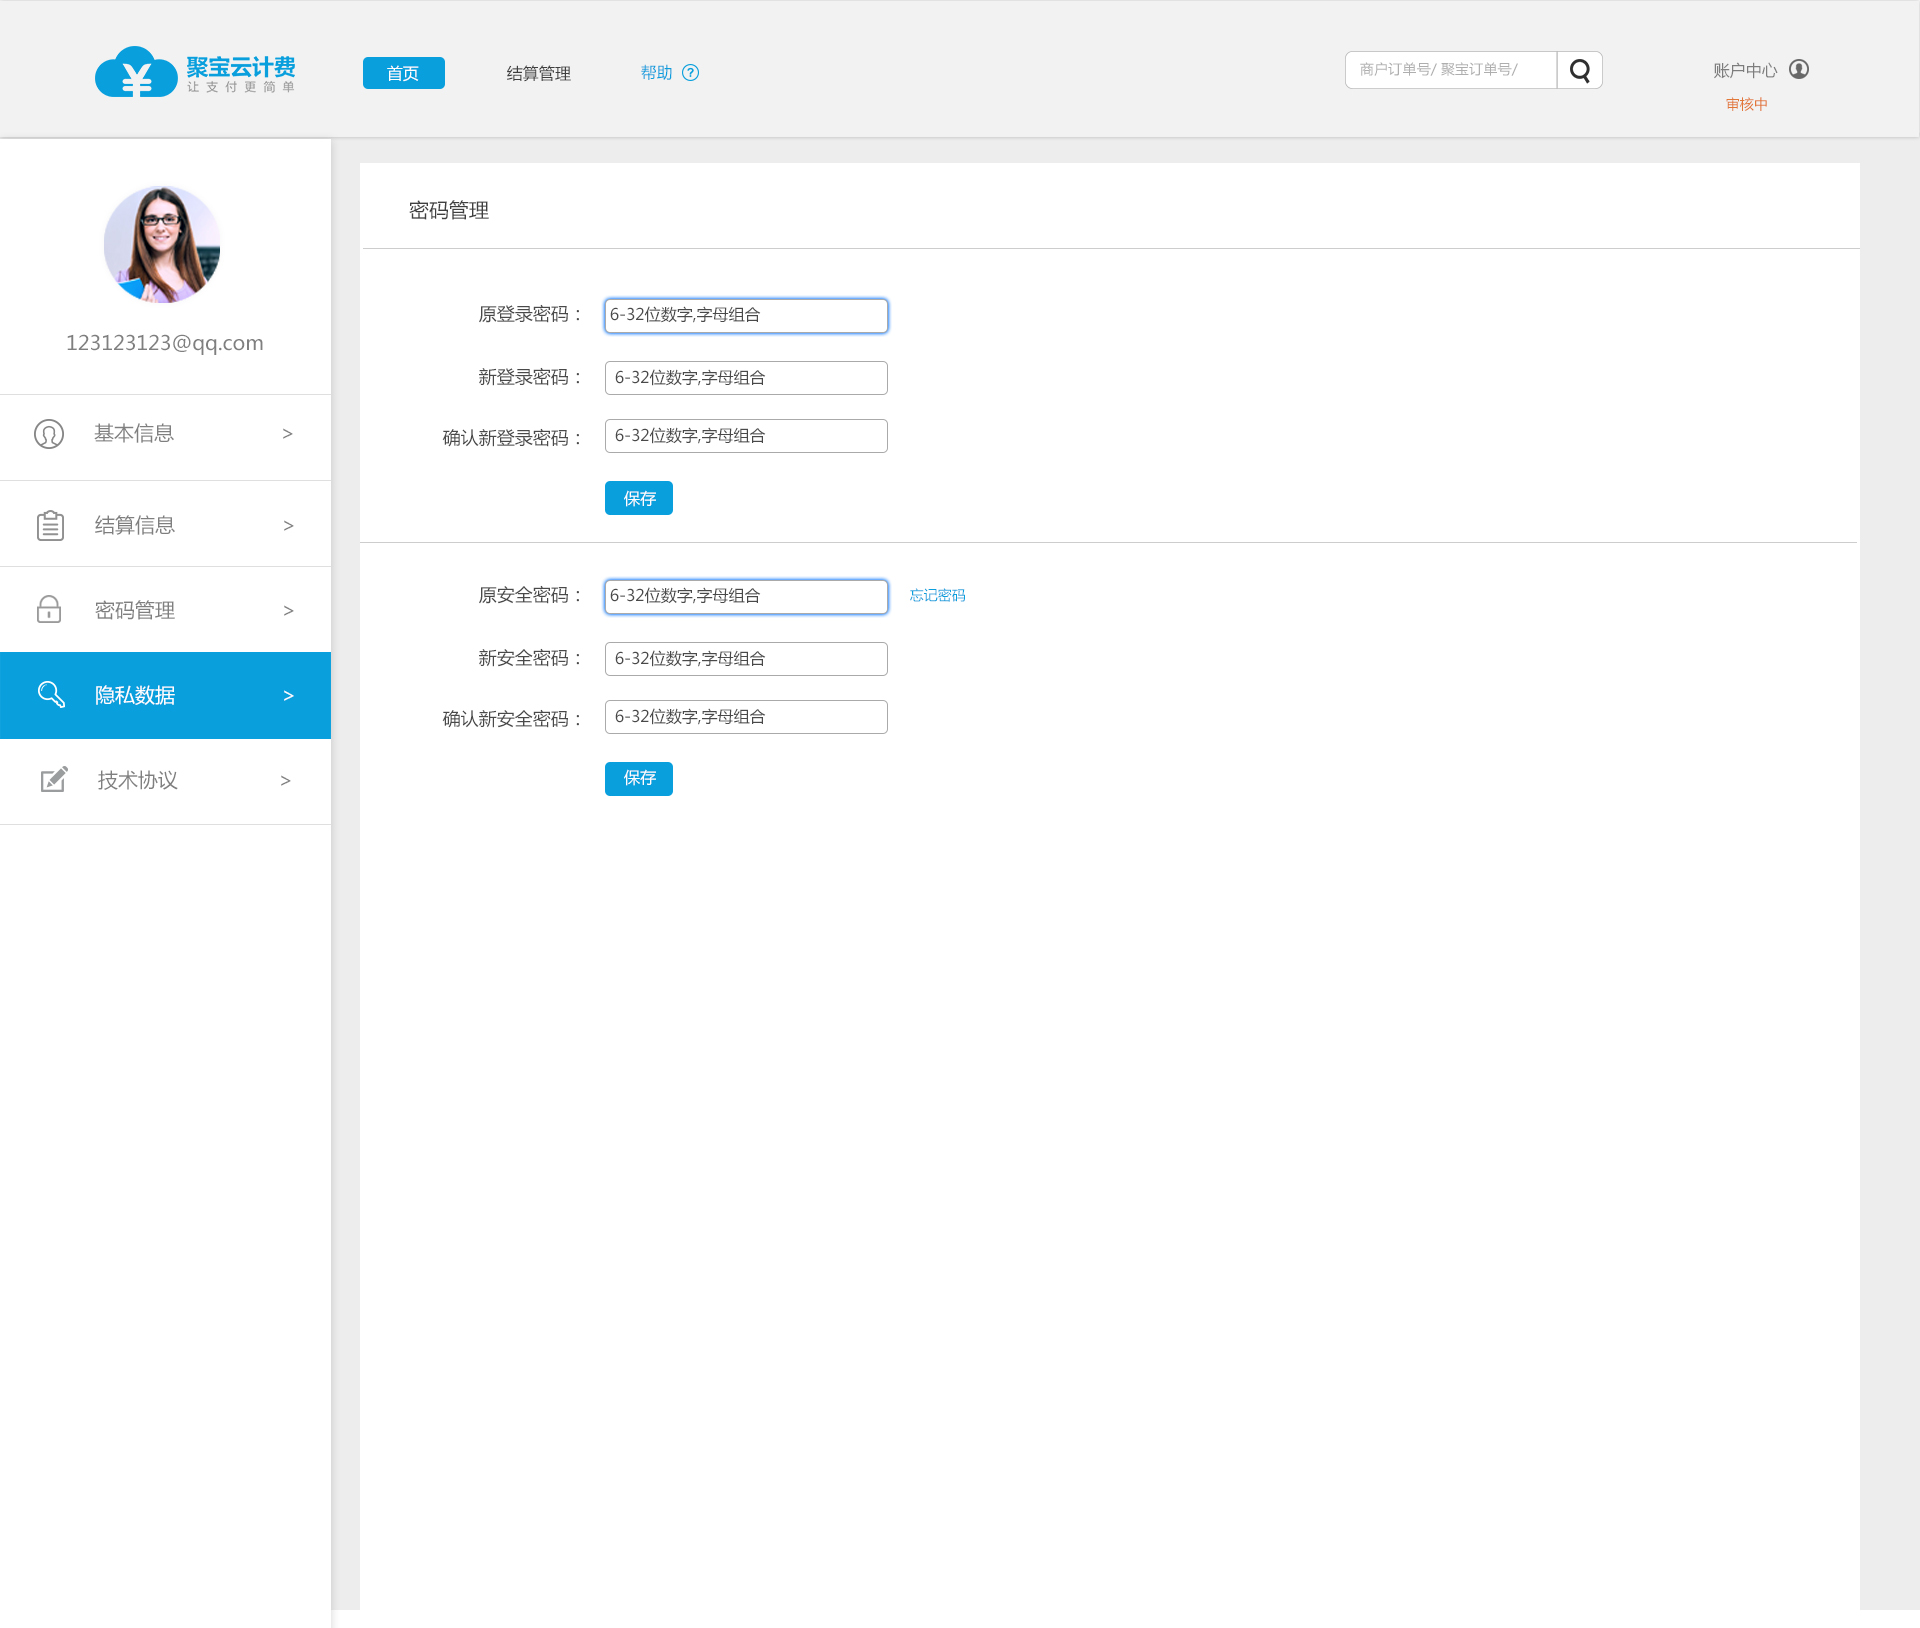 聚宝云计费
让支付更简单
首页
结算管理
帮助 ?
商户订单号/ 聚宝订单号/
账户中心
审核中
123123123@qq.com
基本信息 >
结算信息 >
密码管理 >
隐私数据 >
技术协议 >
密码管理
原登录密码： 6-32位数字,字母组合
新登录密码： 6-32位数字,字母组合
确认新登录密码： 6-32位数字,字母组合
保存
原安全密码： 6-32位数字,字母组合 忘记密码
新安全密码： 6-32位数字,字母组合
确认新安全密码： 6-32位数字,字母组合
保存